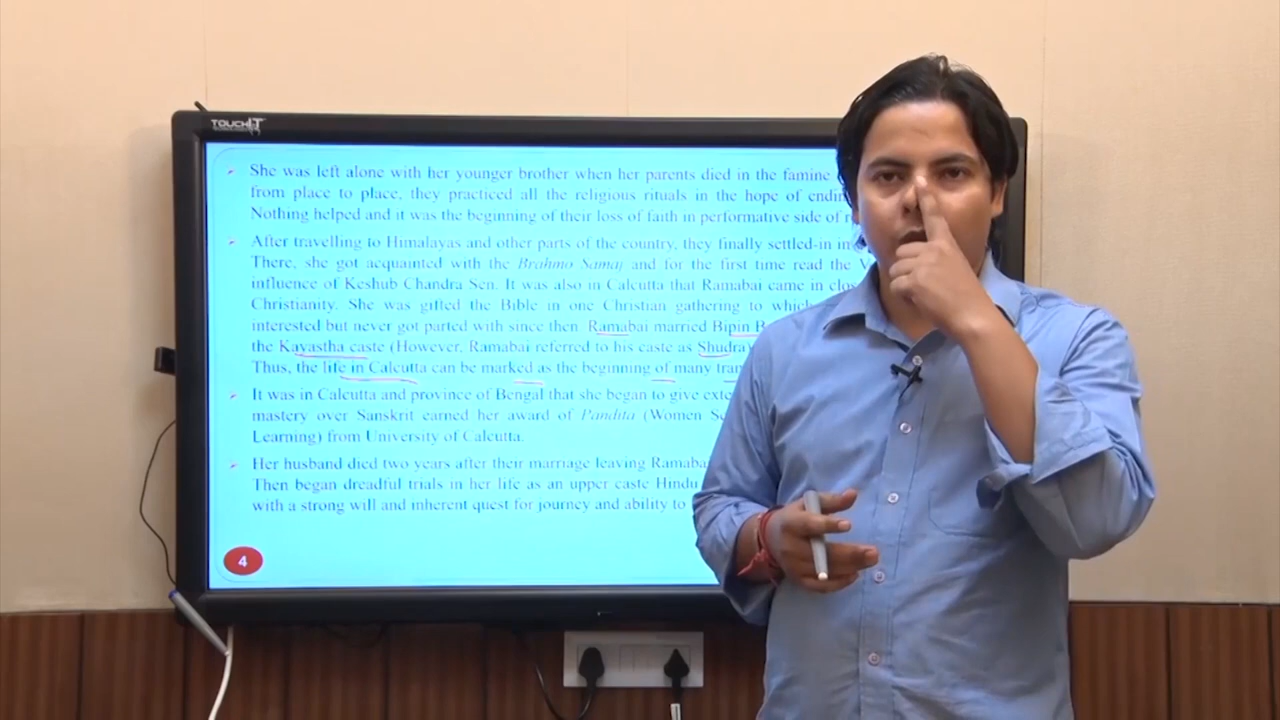 TOUCHIT
She was left alone with her younger brother when her parents died in the famine
from place to place, they practiced all the religious rituals in the hope of
Nothing helped and it was the beginning of their loss of faith in performative side of
After travelling to Himalayas and other parts of the country, they finally settled-in in
There, she got acquainted with the Brahmo Samaj and for the first time read the
influence of Keshub Chandra Sen. It was also in Calcutta that Ramabai came in
Christianity. She was gifted the Bible in one Christian gathering to which
interested but never got parted with since then. Ramabai married Bipin
the Kayastha caste (However, Ramabai referred to his caste as Shudra)
Thus, the life in Calcutta can be marked as the beginning of many
It was in Calcutta and province of Bengal that she began to give
mastery over Sanskrit earned her award of Pandita (Women
Learning) from University of Calcutta.
Her husband died two years after their marriage leaving
Then began dreadful trials in her life as an upper caste Hindu
with a strong will and inherent quest for journey and ability to
4